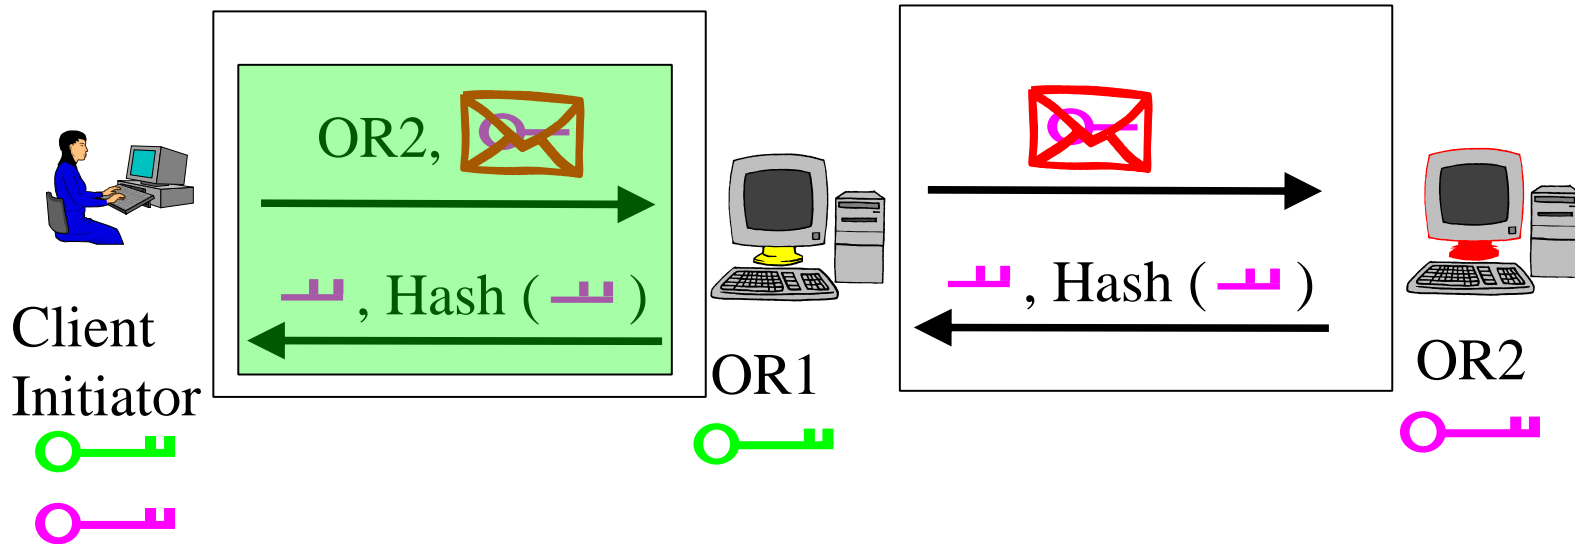 OR2,
, Hash ( )
, Hash ( )
Client
Initiator
OR1
OR2